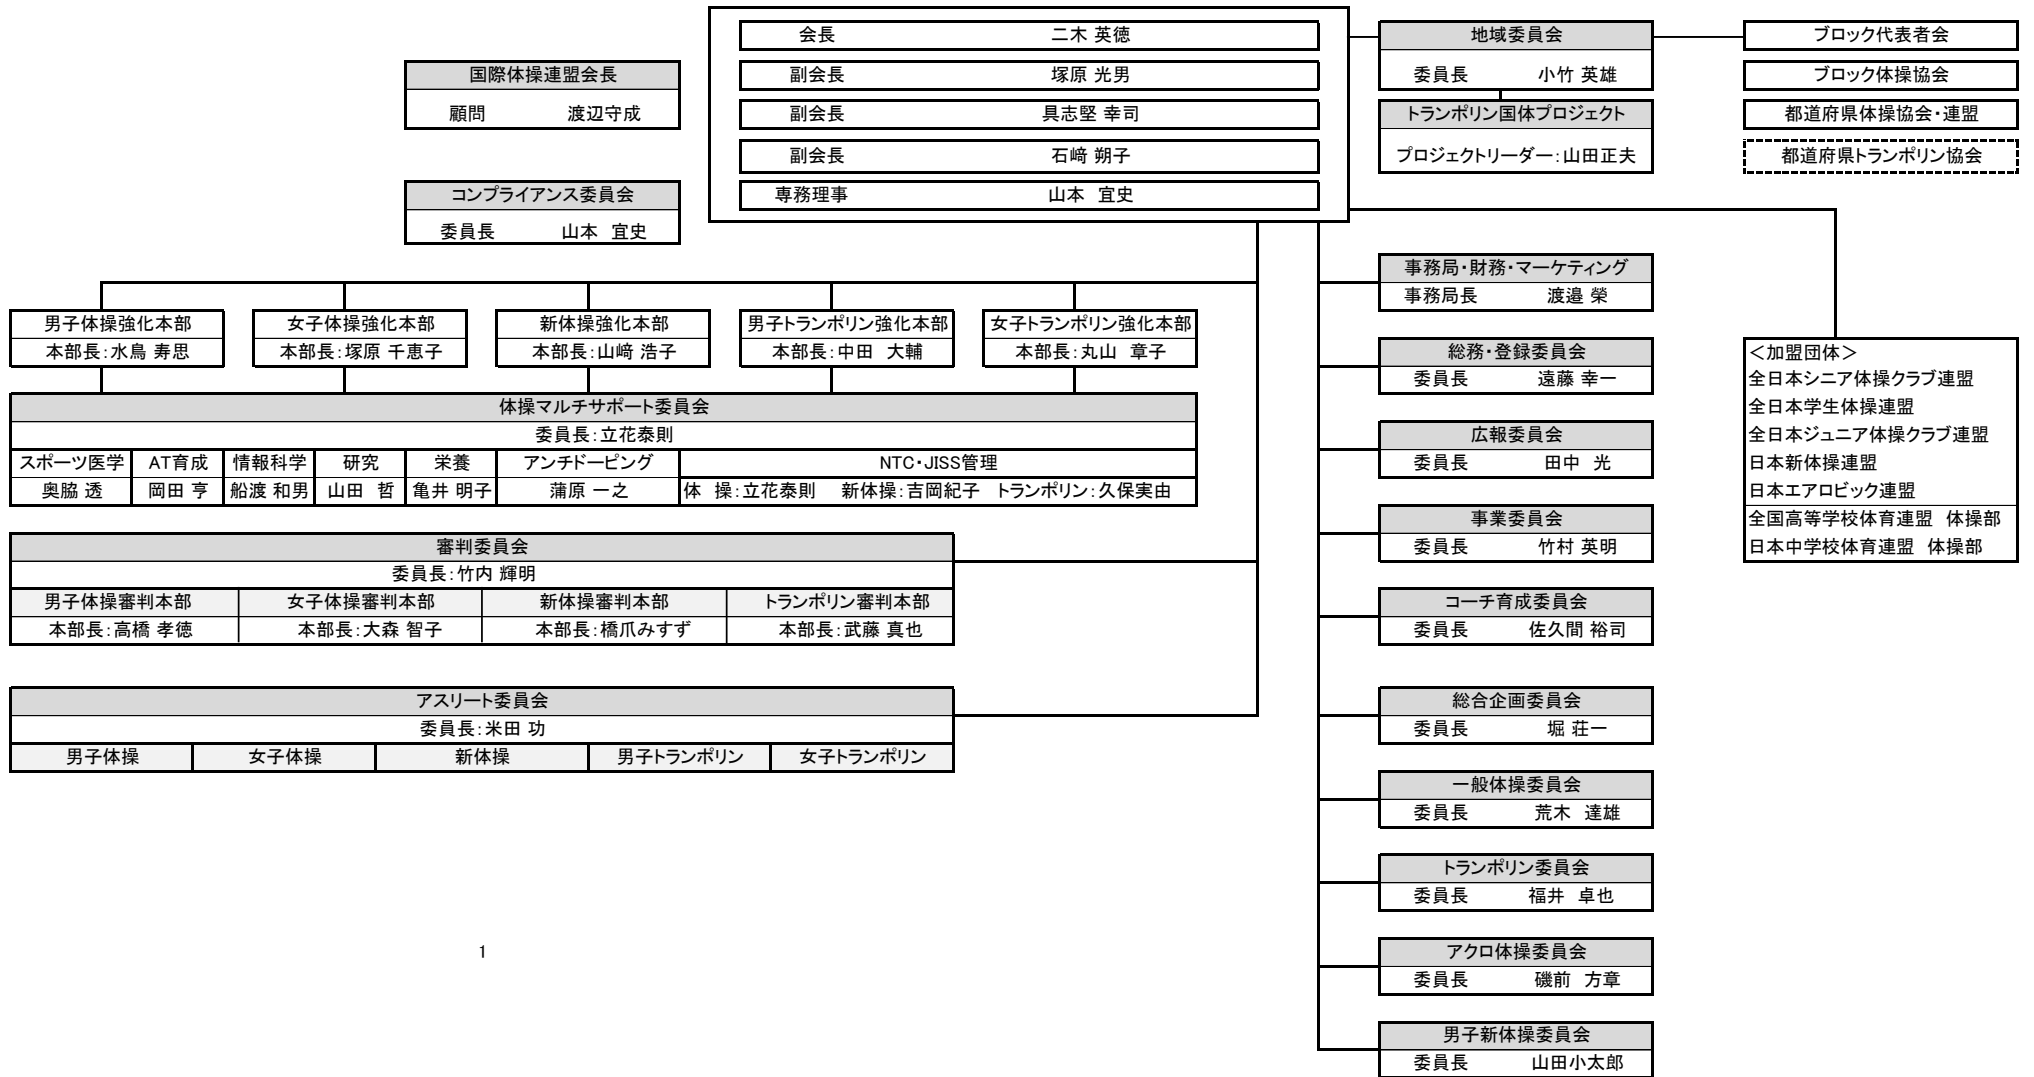 会長 二木 英徳
副会長 塚原 光男
副会長 具志堅 幸司
副会長 石﨑 朔子
専務理事 山本 宜史
国際体操連盟会長
顧問 渡辺守成
コンプライアンス委員会
委員長 山本 宜史
地域委員会
委員長 小竹 英雄
トランポリン国体プロジェクト
プロジェクトリーダー：山田正夫
ブロック代表者会
ブロック体操協会
都道府県体操協会・連盟
都道府県トランポリン協会
男子体操強化本部
本部長：水鳥 寿思
女子体操強化本部
本部長：塚原 千恵子
新体操強化本部
本部長：山﨑 浩子
男子トランポリン強化本部
本部長：中田 大輔
女子トランポリン強化本部
本部長：丸山 章子
体操マルチサポート委員会
委員長：立花泰則
スポーツ医学 AT育成 情報科学 研究 栄養 アンチドーピング NTC・JISS管理
奥脇 透 岡田 亨 船渡 和男 山田 哲 亀井 明子 蒲原 一之 体 操：立花泰則 新体操：吉岡紀子 トランポリン：久保実由
審判委員会
委員長：竹内 輝明
男子体操審判本部 女子体操審判本部 新体操審判本部 トランポリン審判本部
本部長：高橋 孝徳 本部長：大森 智子 本部長：橋爪みすず 本部長：武藤 真也
アスリート委員会
委員長：米田 功
男子体操 女子体操 新体操 男子トランポリン 女子トランポリン
事務局・財務・マーケティング
事務局長 渡邉 榮
総務・登録委員会
委員長 遠藤 幸一
広報委員会
委員長 田中 光
事業委員会
委員長 竹村 英明
コーチ育成委員会
委員長 佐久間 裕司
総合企画委員会
委員長 堀 荘一
一般体操委員会
委員長 荒木 達雄
トランポリン委員会
委員長 福井 卓也
アクロ体操委員会
委員長 磯前 方章
男子新体操委員会
委員長 山田小太郎
＜加盟団体＞
全日本シニア体操クラブ連盟
全日本学生体操連盟
全日本ジュニア体操クラブ連盟
日本新体操連盟
日本エアロビック連盟
全国高等学校体育連盟 体操部
日本中学校体育連盟 体操部
1